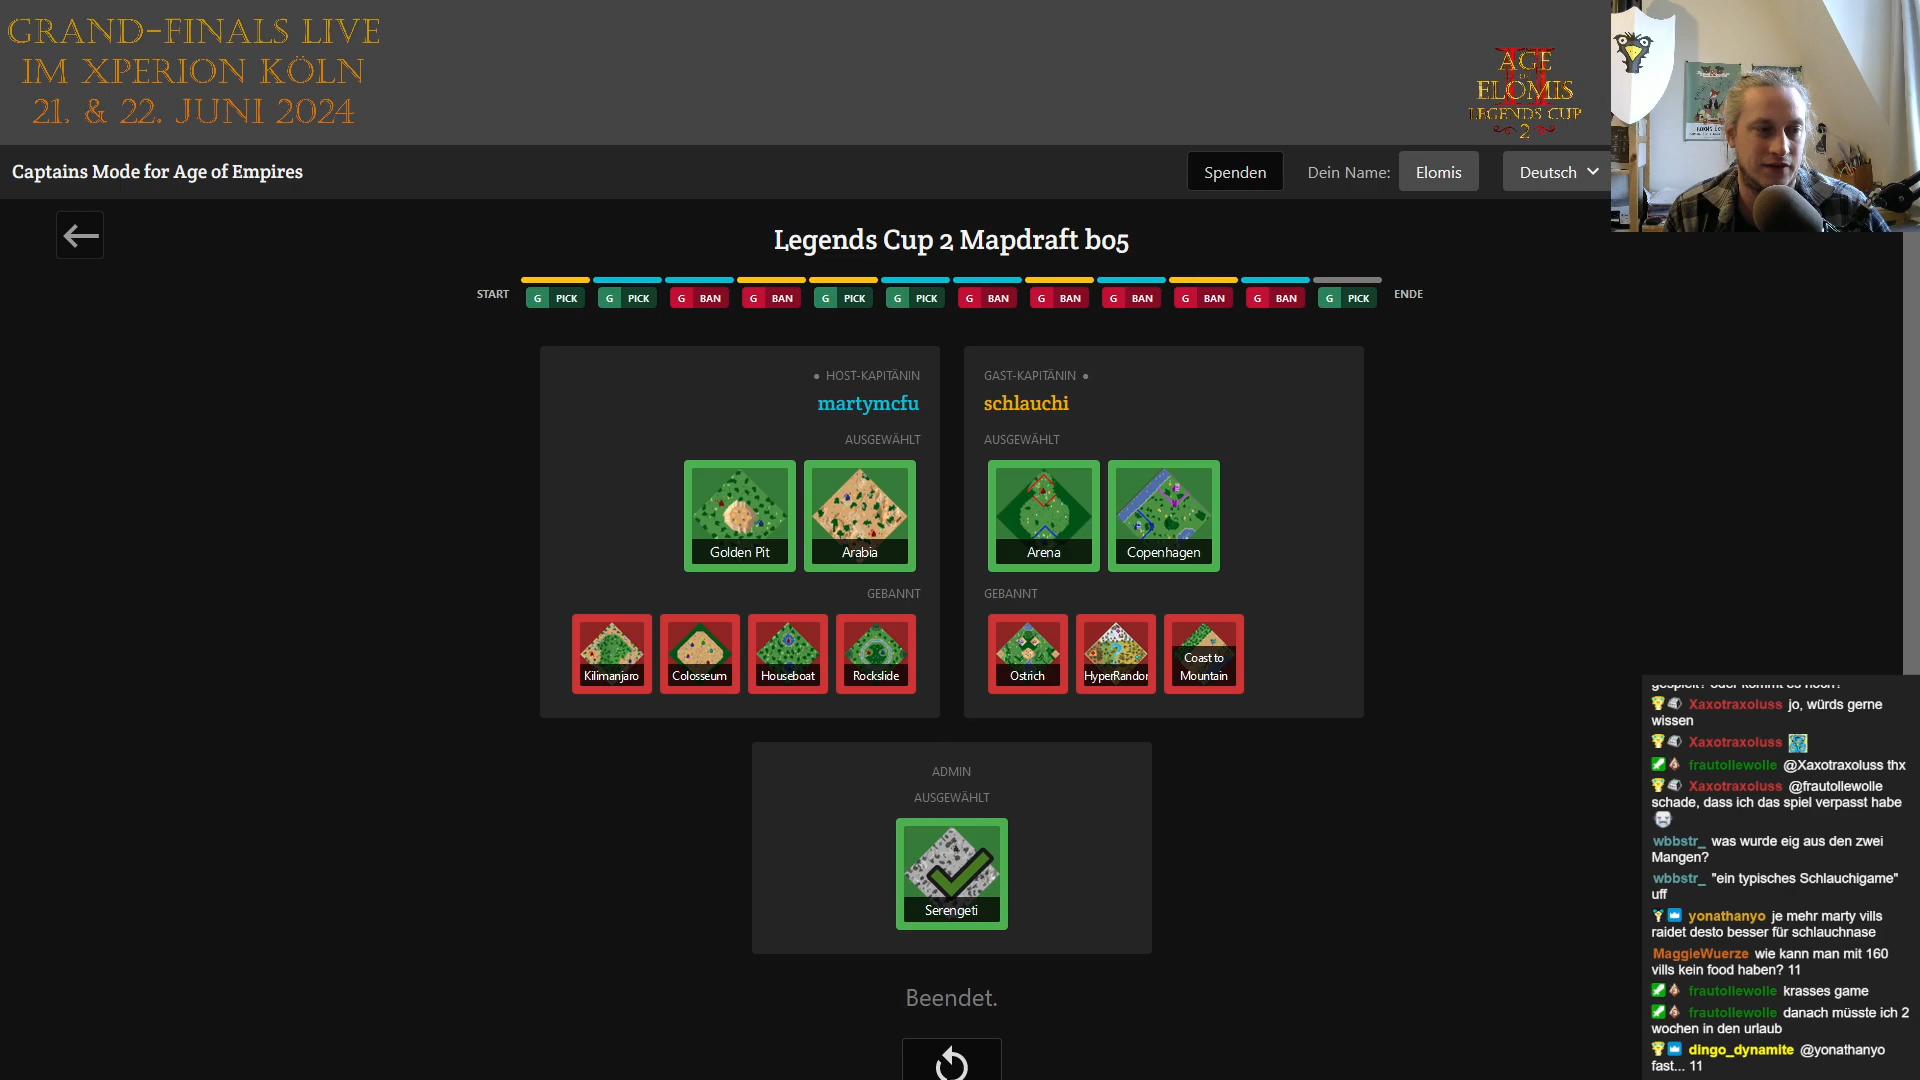 GRAND-FINALS LIVE
IM XPERION KÖLN
21. & 22. JUNI 2024
AGE
ELOMIS
LEGENDS CUP
2
Captains Mode for Age of Empires
Spenden
Dein Name:
Elomis
Deutsch
Legends Cup 2 Mapdraft bo5
START
G PICK
G PICK
G BAN
G BAN
G PICK
G PICK
G BAN
G BAN
G BAN
G BAN
G BAN
G PICK
ENDE
HOST-KAPITÄNIN
martymcfu
AUSGEWÄHLT
Golden Pit
Arabia
GEBANNT
Kilimanjaro
Colosseum
Houseboat
Rockslide
GAST-KAPITÄNIN
schlauchi
AUSGEWÄHLT
Arena
Copenhagen
GEBANNT
Ostrich
HyperRandor
Coast to
Mountain
ADMIN
AUSGEWÄHLT
Serengeti
Beendet.
Xaxotraxoluss jo, würds gerne
wissen
Xaxotraxoluss
frautollewolle @Xaxotraxoluss thx
Xaxotraxoluss @frautollewolle
schade, dass ich das spiel verpasst habe
wbbstr_ was wurde eig aus den zwei
Mangen?
wbbstr_ "ein typisches Schlauchigame"
uff
yonathanyo je mehr marty vills
raidet desto besser für schlauchnase
MaggieWuerze wie kann man mit 160
vills kein food haben? 11
frautollewolle krasses game
frautollewolle danach müsste ich 2
wochen in den urlaub
dingo_dynamite @yonathanyo
fast... 11